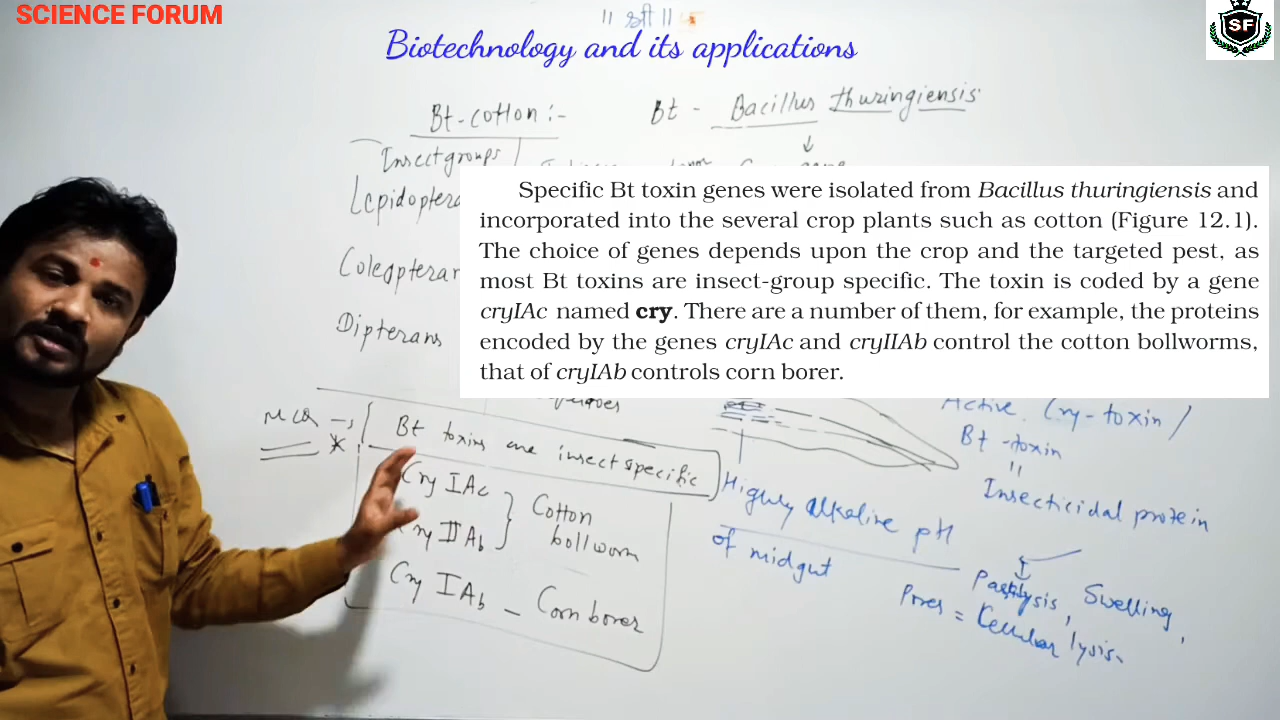 SCIENCE FORUM
|| श्री ||
SF
Biotechnology and its applications
Bt-cotton :-
Bt - Bacillus thuringiensis
Insect groups
gene
Lepidoptera
Specific Bt toxin genes were isolated from Bacillus thuringiensis and
incorporated into the several crop plants such as cotton (Figure 12.1).
The choice of genes depends upon the crop and the targeted pest, as
most Bt toxins are insect-group specific. The toxin is coded by a gene
cryIAc named cry. There are a number of them, for example, the proteins
encoded by the genes cryIAc and cryIIAb control the cotton bollworms,
that of cryIAb controls corn borer.
Coleopteran
Dipterans
MCQ → * Bt toxins are insect specific
Cry IAc
Cry IIAb
Cotton
bollworm
Cry IAb - Corn borer
Active Cry-toxin /
Bt-toxin
"
Insecticidal protein
Highly alkaline pH
of midgut
Swelling,
Pores = Cellular lysis.